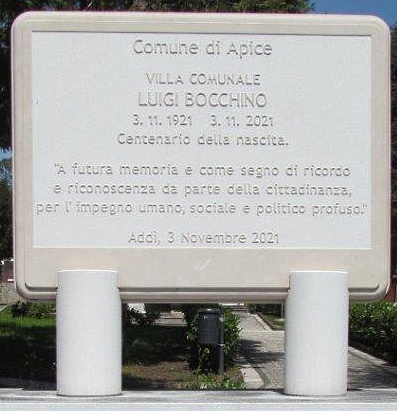 Comune di Apice
VILLA COMUNALE
LUIGI BOCCHINO
3. 11. 1921 3. 11. 2021
Centenario della nascita.
"A futura memoria e come segno di ricordo
e riconoscenza da parte della cittadinanza,
per l' impegno umano, sociale e politico profuso."
Addì, 3 Novembre 2021